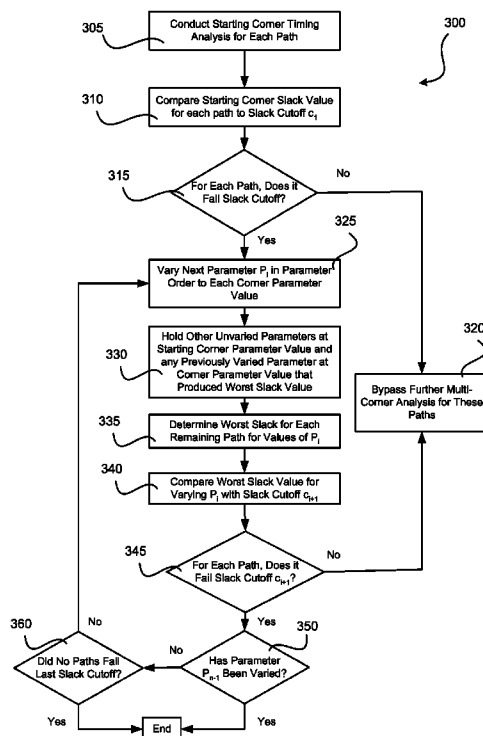 305
Conduct Starting Corner Timing
Analysis for Each Path
300
310
Compare Starting Corner Slack Value
for each path to Slack Cutoff c1
315
For Each Path, Does it
Fail Slack Cutoff?
No
Yes
325
Vary Next Parameter Pi in Parameter
Order to Each Corner Parameter
Value
330
Hold Other Unvaried Parameters at
Starting Corner Parameter Value and
any Previously Varied Parameter at
Corner Parameter Value that
Produced Worst Slack Value
320
Bypass Further Multi-
Corner Analysis for These
Paths
335
Determine Worst Slack for Each
Remaining Path for Values of Pi
340
Compare Worst Slack Value for
Varying Pi with Slack Cutoff ci+1
345
For Each Path, Does it
Fail Slack Cutoff ci+1?
No
Yes
350
Has Parameter
Pn-1 Been Varied?
No
Yes
360
Did No Paths Fail
Last Slack Cutoff?
No
Yes
End